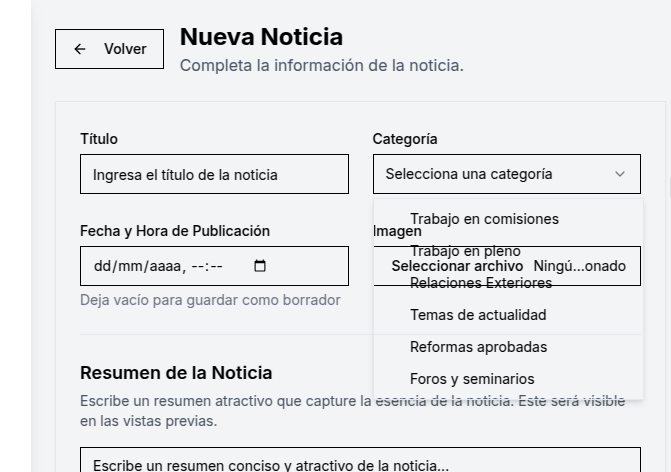 Volver
Nueva Noticia
Completa la información de la noticia.
Título
Ingresa el título de la noticia
Categoría
Selecciona una categoría
Trabajo en comisiones
Trabajo en pleno
Relaciones Exteriores
Temas de actualidad
Reformas aprobadas
Foros y seminarios
Fecha y Hora de Publicación
dd/mm/aaaa, --:--
Deja vacío para guardar como borrador
Imagen
Seleccionar archivo Ningú...onado
Resumen de la Noticia
Escribe un resumen atractivo que capture la esencia de la noticia. Este será visible
en las vistas previas.
Escribe un resumen conciso y atractivo de la noticia...